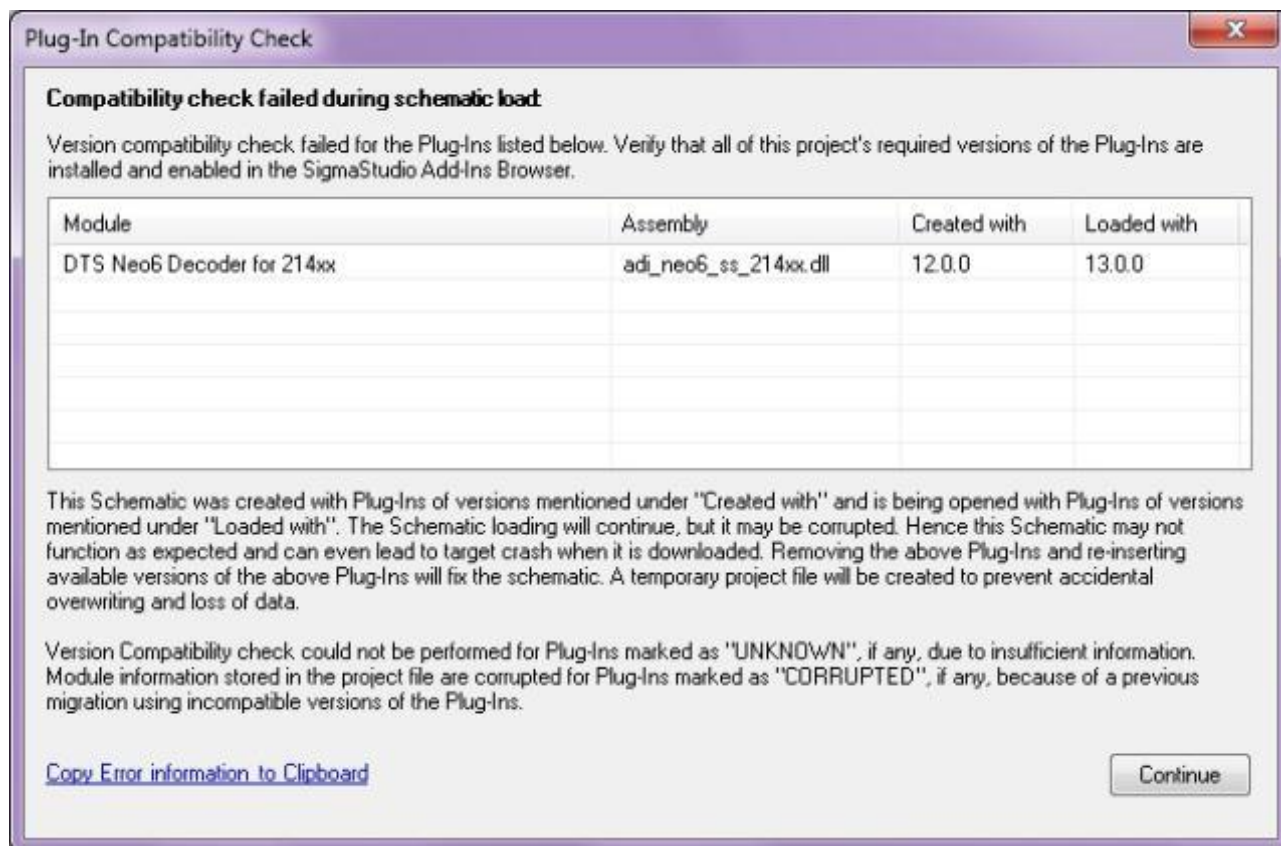 Plug-In Compatibility Check
Compatibility check failed during schematic load:
Version compatibility check failed for the Plug-Ins listed below. Verify that all of this project's required versions of the Plug-Ins are
installed and enabled in the SigmaStudio Add-Ins Browser.
Module Assembly Created with Loaded with
DTS Neo6 Decoder for 214xx adi_neo6_ss_214xx.dll 12.0.0 13.0.0
This Schematic was created with Plug-Ins of versions mentioned under "Created with" and is being opened with Plug-Ins of versions
mentioned under "Loaded with". The Schematic loading will continue, but it may be corrupted. Hence this Schematic may not
function as expected and can even lead to target crash when it is downloaded. Removing the above Plug-Ins and re-inserting
available versions of the above Plug-Ins will fix the schematic. A temporary project file will be created to prevent accidental
overwriting and loss of data.
Version Compatibility check could not be performed for Plug-Ins marked as "UNKNOWN", if any, due to insufficient information.
Module information stored in the project file are corrupted for Plug-Ins marked as "CORRUPTED", if any, because of a previous
migration using incompatible versions of the Plug-Ins.
Copy Error information to Clipboard
Continue